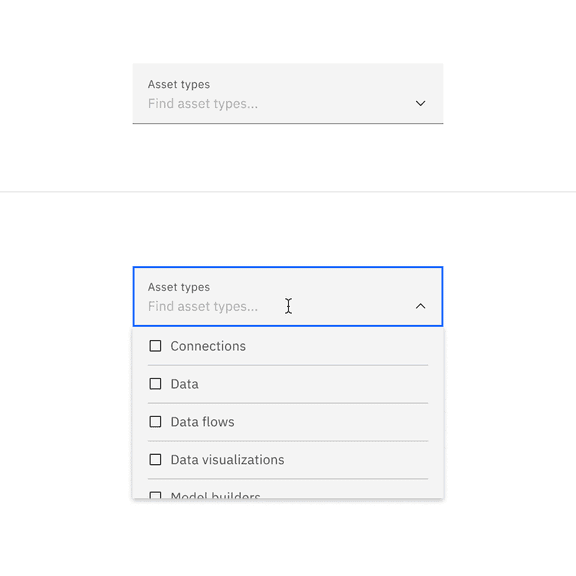 Asset types
Find asset types...
Asset types
Find asset types...
Connections
Data
Data flows
Data visualizations
Model builders